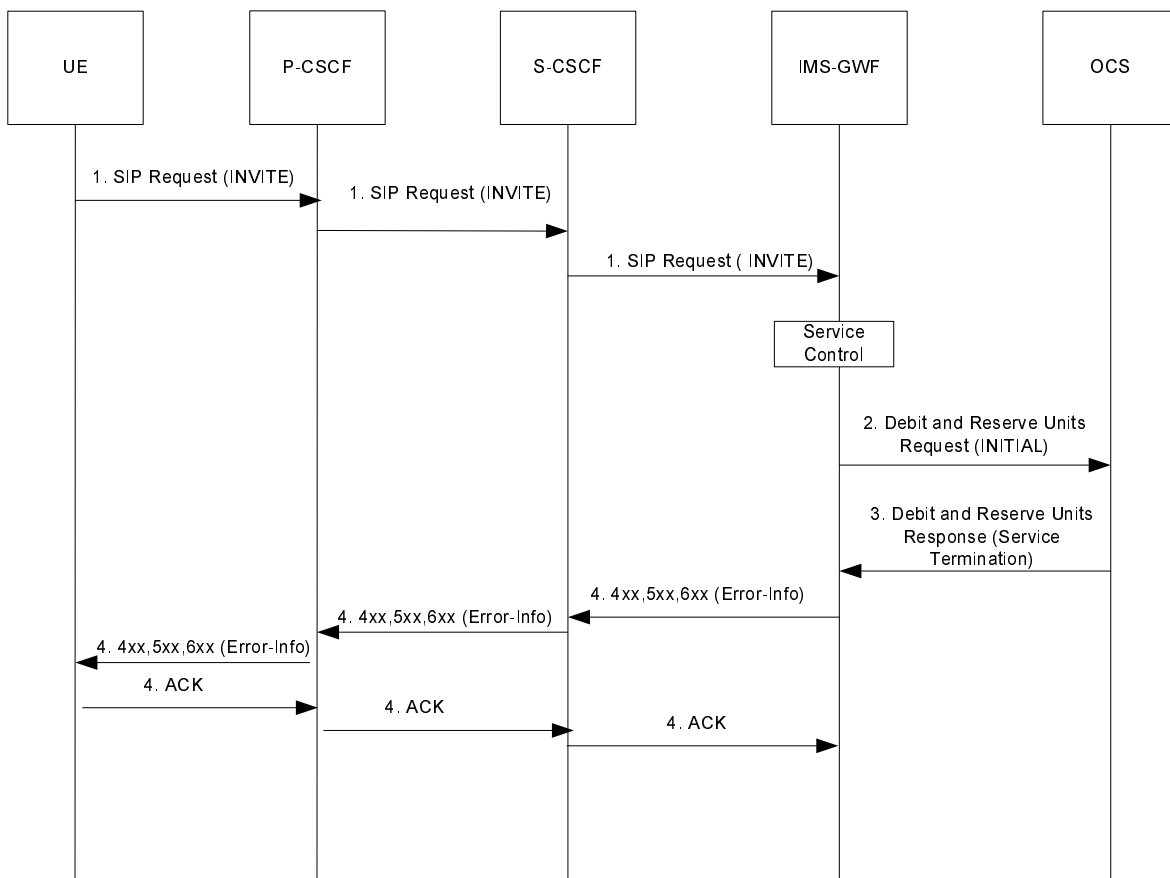 UE
P-CSCF
S-CSCF
IMS-GWF
OCS
1. SIP Request (INVITE)
1. SIP Request (INVITE)
1. SIP Request ( INVITE)
Service
Control
2. Debit and Reserve Units
Request (INITIAL)
3. Debit and Reserve Units
Response (Service
Termination)
4. 4xx,5xx,6xx (Error-Info)
4. 4xx,5xx,6xx (Error-Info)
4. 4xx,5xx,6xx (Error-Info)
4. ACK
4. ACK
4. ACK